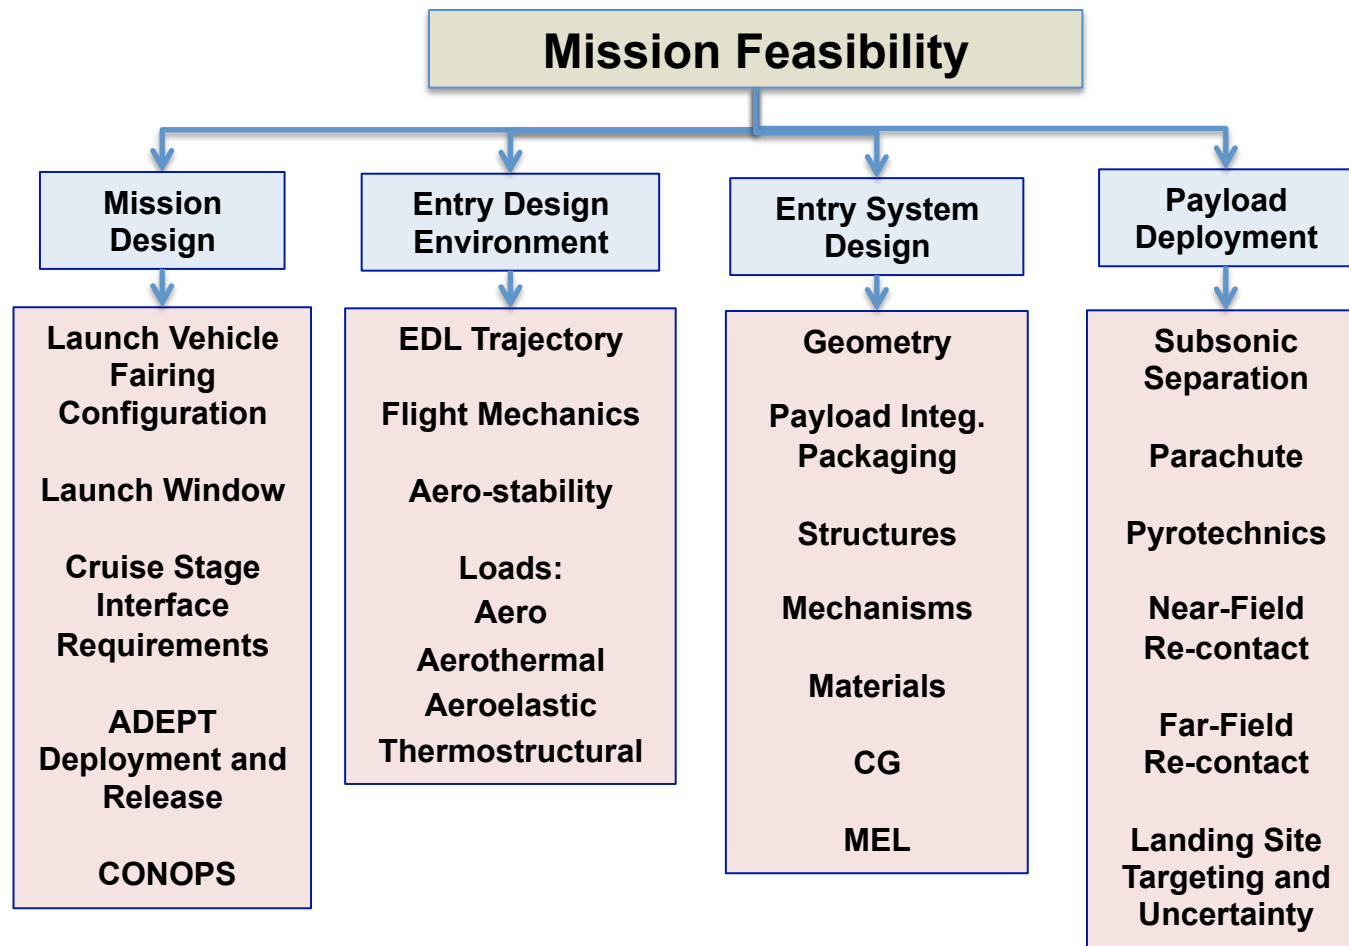 Mission Feasibility
Mission
Design
Launch Vehicle
Fairing
Configuration
Launch Window
Cruise Stage
Interface
Requirements
ADEPT
Deployment and
Release
CONOPS
Entry Design
Environment
EDL Trajectory
Flight Mechanics
Aero-stability
Loads:
Aero
Aerothermal
Aeroelastic
Thermostructural
Entry System
Design
Geometry
Payload Integ.
Packaging
Structures
Mechanisms
Materials
CG
MEL
Payload
Deployment
Subsonic
Separation
Parachute
Pyrotechnics
Near-Field
Re-contact
Far-Field
Re-contact
Landing Site
Targeting and
Uncertainty